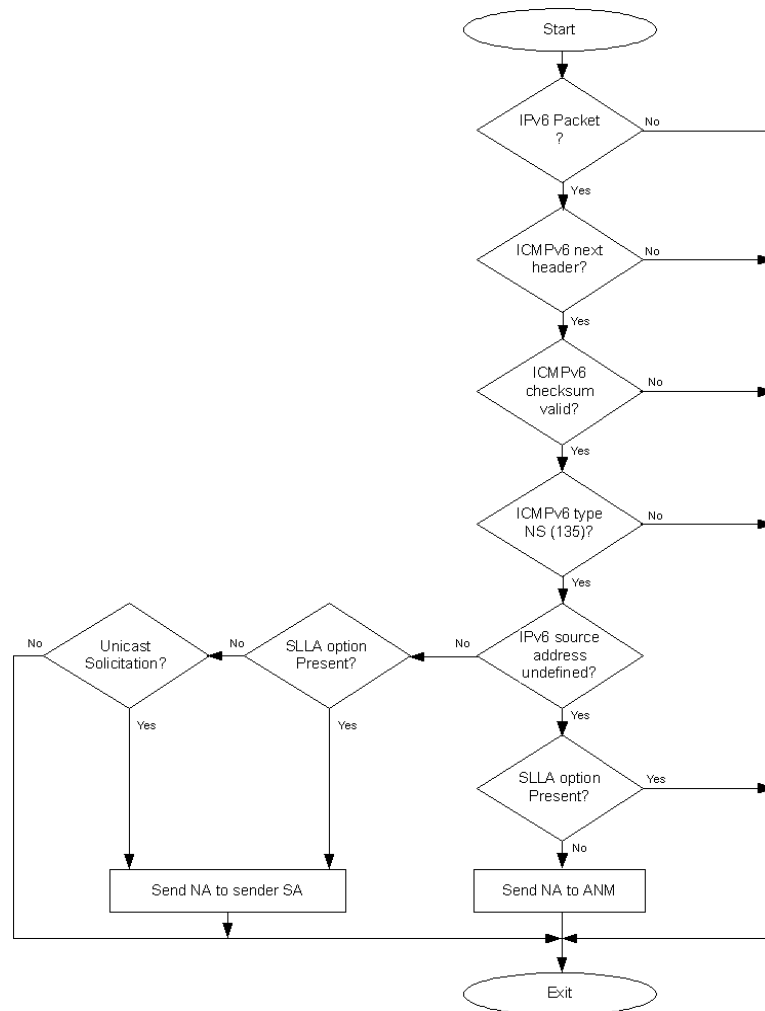 Start
IPv6 Packet
?
No
Yes
ICMPv6 next
header?
No
Yes
ICMPv6
checksum
valid?
No
Yes
ICMPv6 type
NS (135)?
No
Yes
No
Unicast
Solicitation?
No
SLLA option
Present?
No
IPv6 source
address
undefined?
Yes
Yes
Yes
SLLA option
Present?
Yes
No
Send NA to sender SA
Send NA to ANM
Exit